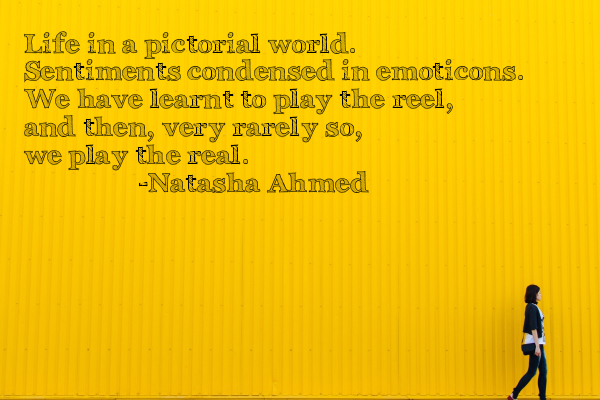 Life in a pictorial world.
Sentiments condensed in emoticons.
We have learnt to play the reel,
and then, very rarely so,
we play the real.
-Natasha Ahmed